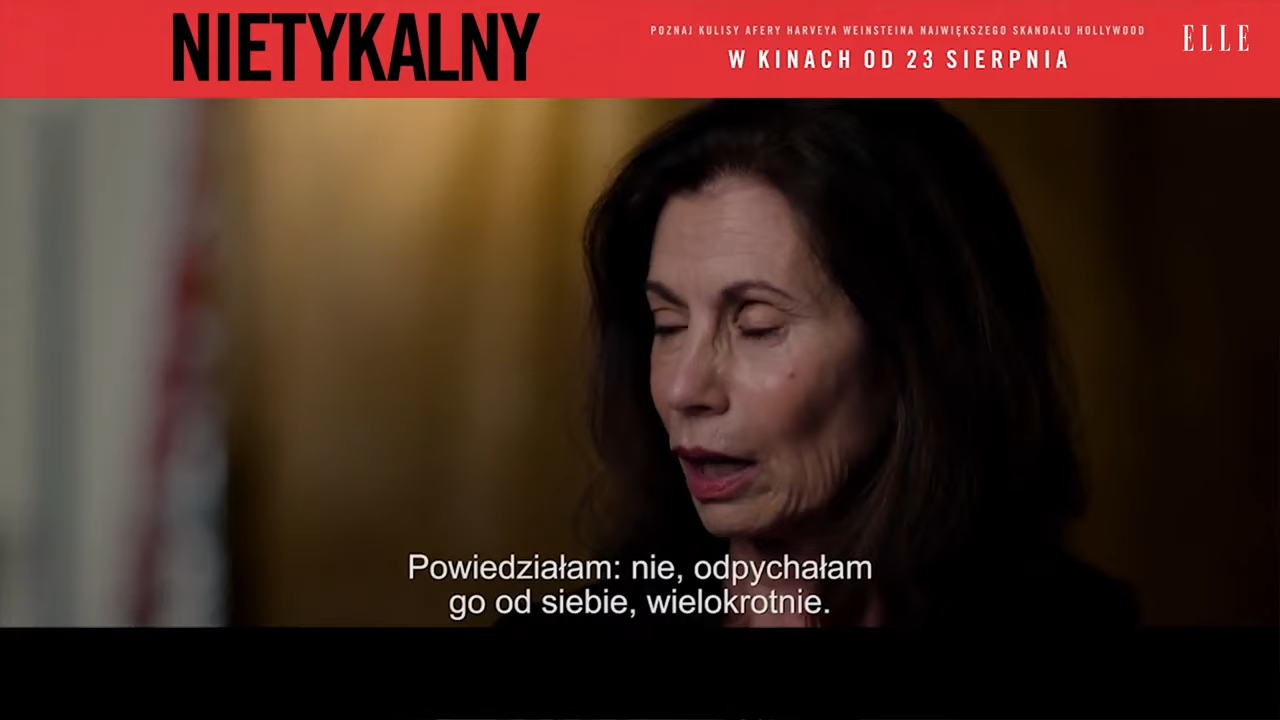 NIETYKALNY
POZNAJ KULISY AFERY HARVEYA WEINSTEINA NAJWIĘKSZEGO SKANDALU HOLLYWOOD
W KINACH OD 23 SIERPNIA
ELLE
Powiedziałam: nie, odpychałam
go od siebie, wielokrotnie.